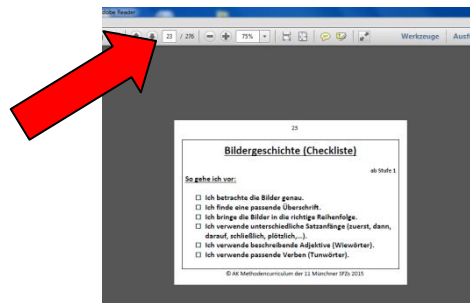 Adobe Reader
23 / 276 75% Werkzeuge
23
Bildergeschichte (Checkliste)
ab Stufe 1
So gehe ich vor:
☐ Ich betrachte die Bilder genau.
☐ Ich finde eine passende Überschrift.
☐ Ich bringe die Bilder in die richtige Reihenfolge.
☐ Ich verwende unterschiedliche Satzanfänge (zuerst, dann,
darauf, schließlich, plötzlich,...).
☐ Ich verwende beschreibende Adjektive (Wiewörter).
☐ Ich verwende passende Verben (Tunwörter).
© AK Methodencurriculum der 11 Münchner SFZs 2015